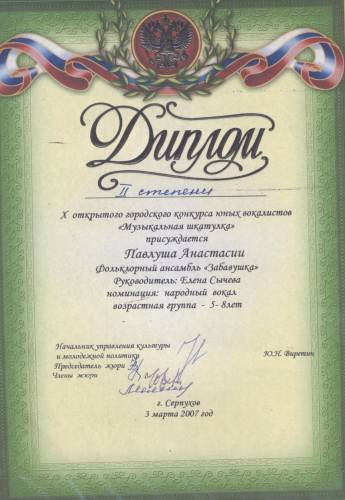 Диплом
II степени
X открытого городского конкурса юных вокалистов
«Музыкальная шкатулка»
присуждается
Павлуша Анастасии
Фольклорный ансамбль «Забавушка»
Руководитель: Елена Сычева
номинация: народный вокал
возрастная группа - 5- 8лет
Начальник управления культуры
и молодежной политики
Ю.Н. Вирепин
Председатель жюри
Члены жюри
г. Серпухов
3 марта 2007 год